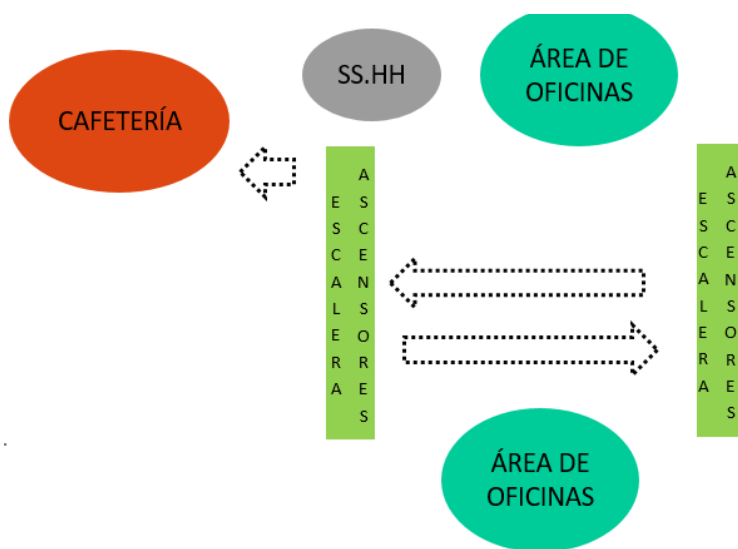 CAFETERÍA
SS.HH
ÁREA DE
OFICINAS
ESCALERA
ASCENSORES
ESCALERA
ASCENSORES
ÁREA DE
OFICINAS